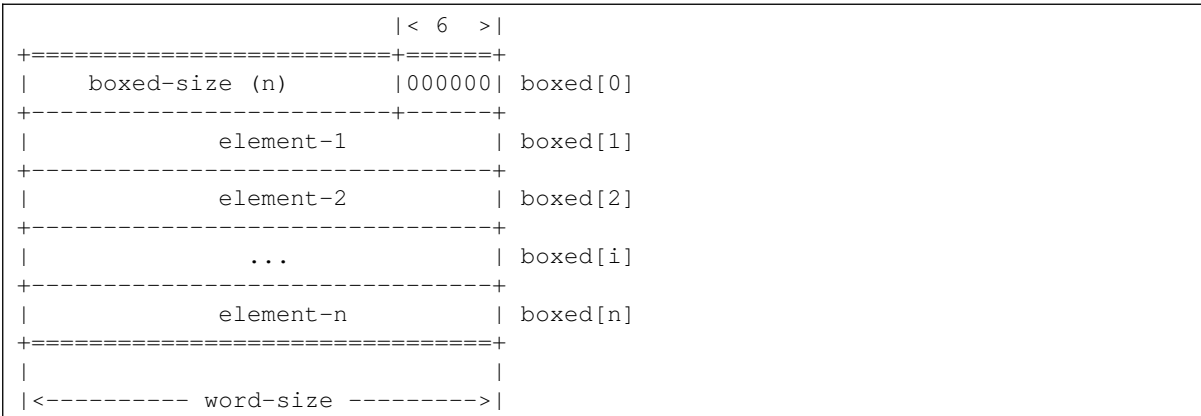 |< 6  >|
+=========================+======+
|    boxed-size (n)       |000000| boxed[0]
+-------------------------+------+
|             element-1          | boxed[1]
+--------------------------------+
|             element-2          | boxed[2]
+--------------------------------+
|               ...              | boxed[i]
+--------------------------------+
|             element-n          | boxed[n]
+================================+
|                                |
|<---------- word-size --------->|